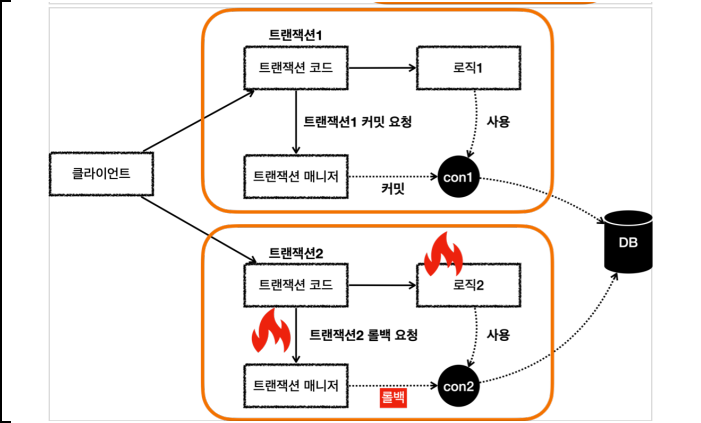 트랜잭션1
트랜잭션 코드
로직1
트랜잭션1 커밋 요청
사용
클라이언트
트랜잭션 매니저
커밋
con1
DB
트랜잭션2
트랜잭션 코드
로직2
트랜잭션2 롤백 요청
사용
트랜잭션 매니저
롤백
con2